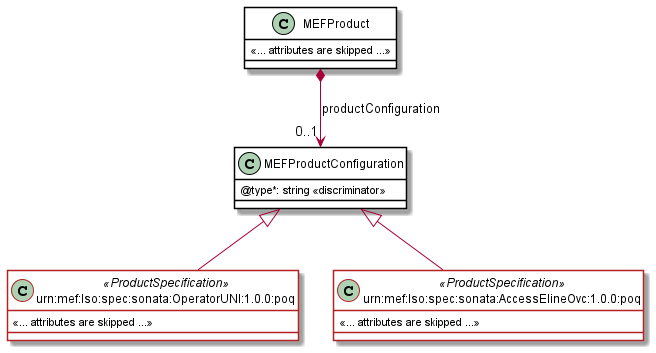 C MEFProduct
«... attributes are skipped ...»
productConfiguration
0..1
C MEFProductConfiguration
@type*: string «discriminator»
«ProductSpecification»
C urn:mef:lso:spec:sonata:OperatorUNI:1.0.0:poq
«... attributes are skipped ...»
«ProductSpecification»
C urn:mef:lso:spec:sonata:AccessElineOvc:1.0.0:poq
«... attributes are skipped ...»